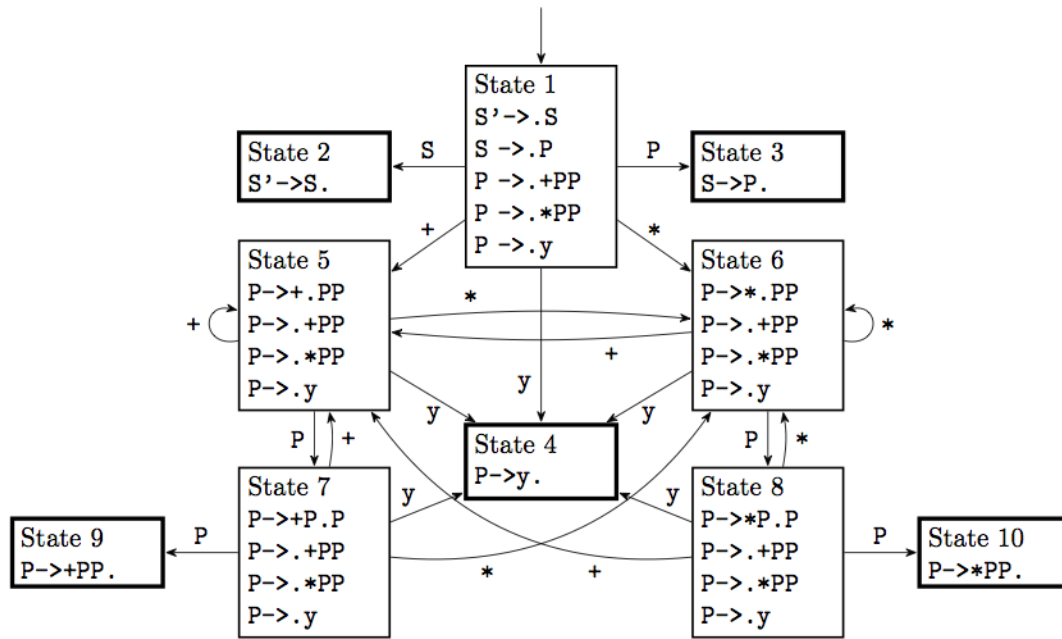 State 1
S'->.S
S ->.P
P ->.+PP
P ->.*PP
P ->.y
State 2
S'->S.
S
P
State 3
S->P.
+
*
State 5
P->+.PP
P->.+PP
P->.*PP
P->.y
+
*
+
State 6
P->*.PP
P->.+PP
P->.*PP
P->.y
*
y
y
y
State 4
P->y.
P
+
P
*
State 7
P->+P.P
P->.+PP
P->.*PP
P->.y
y
y
State 8
P->*P.P
P->.+PP
P->.*PP
P->.y
State 9
P->+PP.
P
*
+
P
State 10
P->*PP.